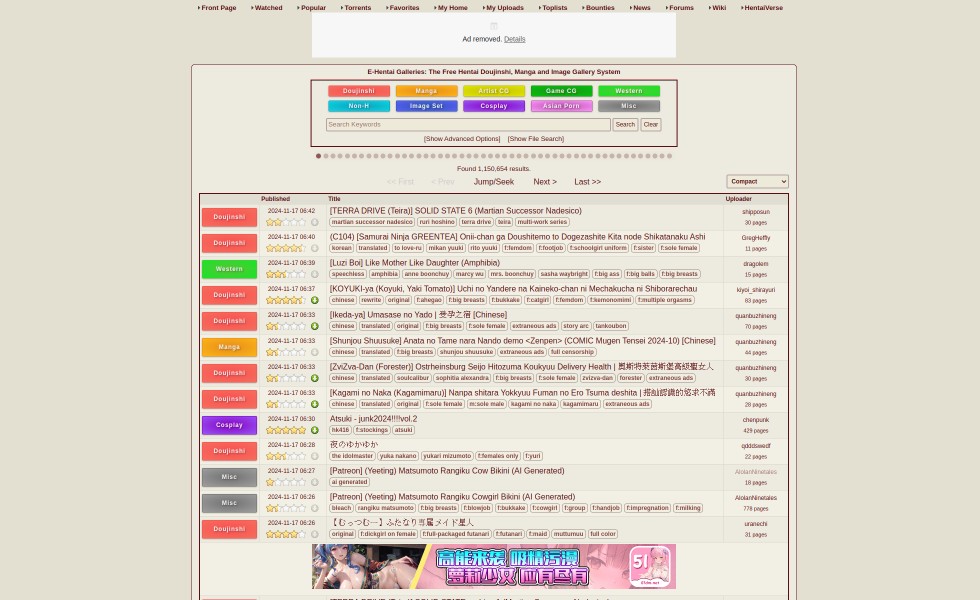 Front Page Watched Popular Torrents Favorites My Home My Uploads Toplists Bounties News Forums Wiki HentaiVerse
Ad removed. Details
E-Hentai Galleries: The Free Hentai Doujinshi, Manga and Image Gallery System
Doujinshi Manga Artist CG Game CG Western
Non-H Image Set Cosplay Asian Porn Misc
Search Keywords Search Clear
[Show Advanced Options] [Show File Search]
Found 1,150,654 results.
<< First < Prev Jump/Seek Next > Last >> Compact
Published Title Uploader
Doujinshi 2024-11-17 06:42 [TERRA DRIVE (Teira)] SOLID STATE 6 (Martian Successor Nadesico) shipposun
martian successor nadesico ruri hoshino terra drive teira multi-work series 30 pages
Doujinshi 2024-11-17 06:40 (C104) [Samurai Ninja GREENTEA] Onii-chan ga Doushitemo to Dogezashite Kita node Shikatanaku Ashi GregHeffly
korean translated to love-ru mikan yuuki rito yuuki f:femdom f:footjob f:schoolgirl uniform f:sister f:sole female 11 pages
Western 2024-11-17 06:39 [Luzi Boi] Like Mother Like Daughter (Amphibia) dragolem
speechless amphibia anne boonchuy marcy wu mrs. boonchuy sasha waybright f:big ass f:big balls f:big breasts 15 pages
Doujinshi 2024-11-17 06:37 [KOYUKI-ya (Koyuki, Yaki Tomato)] Uchi no Yandere na Kaineko-chan ni Mechakucha ni Shiborarechau kiyoi_shirayuri
chinese rewrite original f:ahegao f:big breasts f:bukkake f:catgirl f:femdom f:kemonomimi f:multiple orgasms 83 pages
Doujinshi 2024-11-17 06:33 [Ikeda-ya] Umasase no Yado | 受孕之宿 [Chinese] quanbuzhineng
chinese translated original f:big breasts f:sole female extraneous ads story arc tankoubon 70 pages
Manga 2024-11-17 06:33 [Shunjou Shuusuke] Anata no Tame nara Nando demo <Zenpen> (COMIC Mugen Tensei 2024-10) [Chinese] quanbuzhineng
chinese translated f:big breasts shunjou shuusuke extraneous ads full censorship 44 pages
Doujinshi 2024-11-17 06:33 [ZviZva-Dan (Forester)] Ostrheinsburg Seijo Hitozuma Koukyuu Delivery Health | 奧斯特萊茵斯堡高級聖女人 quanbuzhineng
chinese translated soulcalibur sophitia alexandra f:big breasts f:sole female zvizva-dan forester extraneous ads 30 pages
Doujinshi 2024-11-17 06:33 [Kagami no Naka (Kagamimaru)] Nanpa shitara Yokkyuu Fuman no Ero Tsuma deshita | 搭訕認識的慾求不滿 quanbuzhineng
chinese translated original f:sole female m:sole male kagami no naka kagamimaru extraneous ads 28 pages
Cosplay 2024-11-17 06:30 Atsuki - junk2024!!!!vol.2 chenpunk
hk416 f:stockings atsuki 429 pages
Doujinshi 2024-11-17 06:28 夜のゆかゆか qdddswedf
the idolmaster yuka nakano yukari mizumoto f:females only f:yuri 22 pages
Misc 2024-11-17 06:27 [Patreon] (Yeeting) Matsumoto Rangiku Cow Bikini (AI Generated) AlolanNinetales
ai generated 18 pages
Misc 2024-11-17 06:26 [Patreon] (Yeeting) Matsumoto Rangiku Cowgirl Bikini (AI Generated) AlolanNinetales
bleach rangiku matsumoto f:big breasts f:blowjob f:bukkake f:cowgirl f:group f:handjob f:impregnation f:milking 778 pages
Doujinshi 2024-11-17 06:26 【むっつむー】ふたなり専属メイド星人 uranechi
original f:dickgirl on female f:full-packaged futanari f:futanari f:maid muttumuu full color 31 pages
高能来袭 吸精污漫
萝莉少女 应有尽有
51